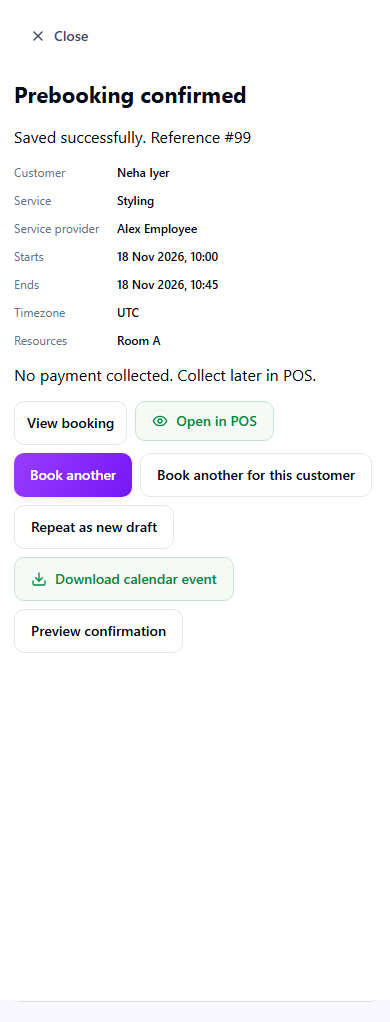 Close
Prebooking confirmed
Saved successfully. Reference #99
Customer Neha Iyer
Service Styling
Service provider Alex Employee
Starts 18 Nov 2026, 10:00
Ends 18 Nov 2026, 10:45
Timezone UTC
Resources Room A
No payment collected. Collect later in POS.
View booking Open in POS
Book another Book another for this customer
Repeat as new draft
Download calendar event
Preview confirmation